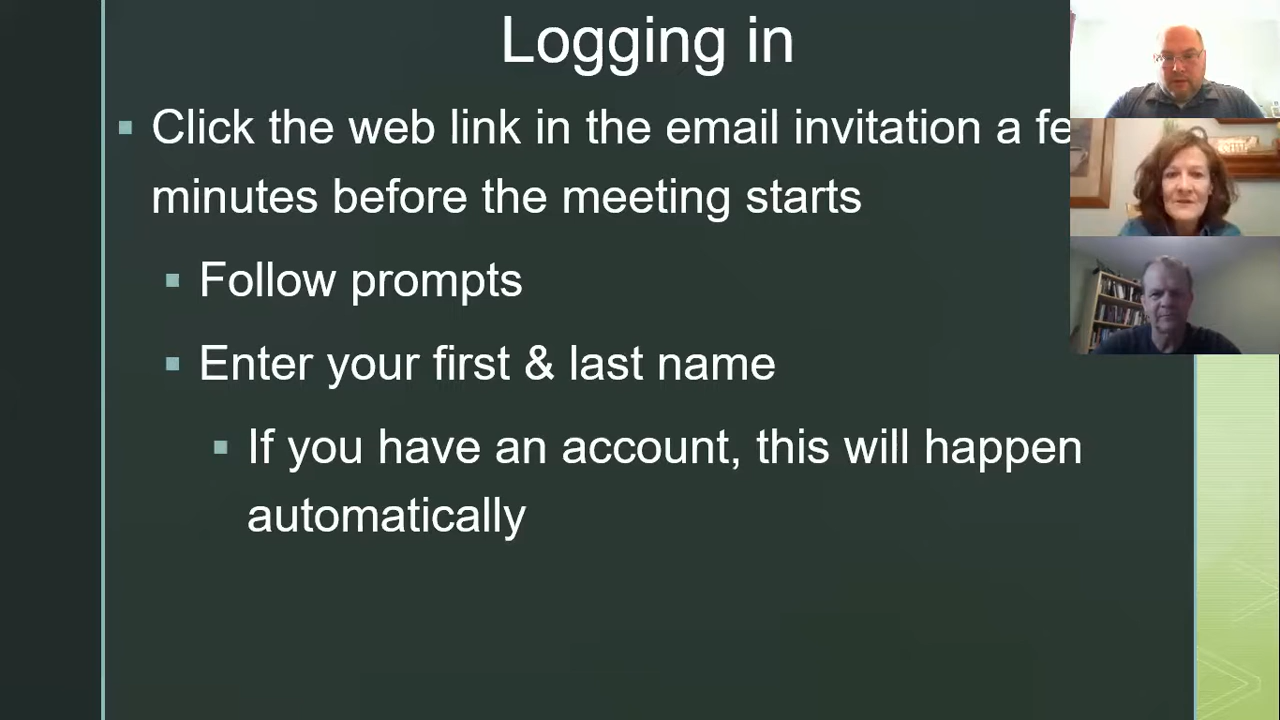 Logging in
Click the web link in the email invitation a fe
minutes before the meeting starts
Follow prompts
Enter your first & last name
If you have an account, this will happen
automatically